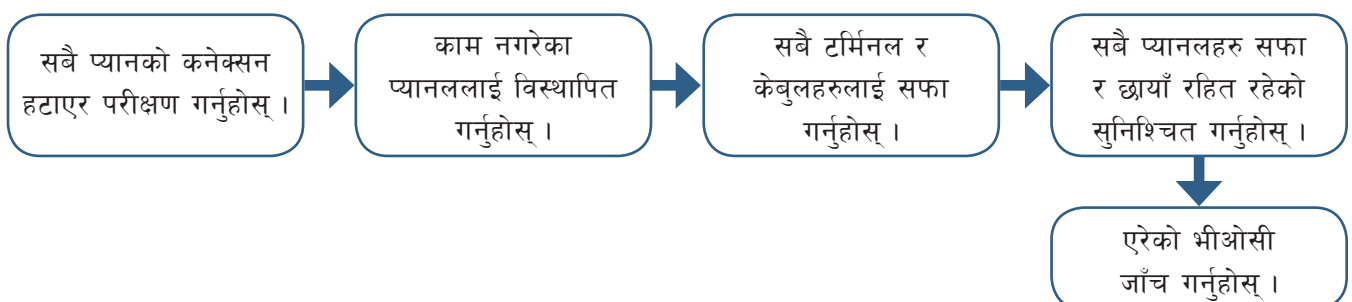 सबै प्यानको कनेक्सन
हटाएर परीक्षण गर्नुहोस् ।
काम नगरेका
प्यानललाई विस्थापित
गर्नुहोस् ।
सबै टर्मिनल र
केबुलहरुलाई सफा
गर्नुहोस् ।
सबै प्यानलहरु सफा
र छायाँ रहित रहेको
सुनिश्चित गर्नुहोस् ।
एरेको भीओसी
जाँच गर्नुहोस् ।